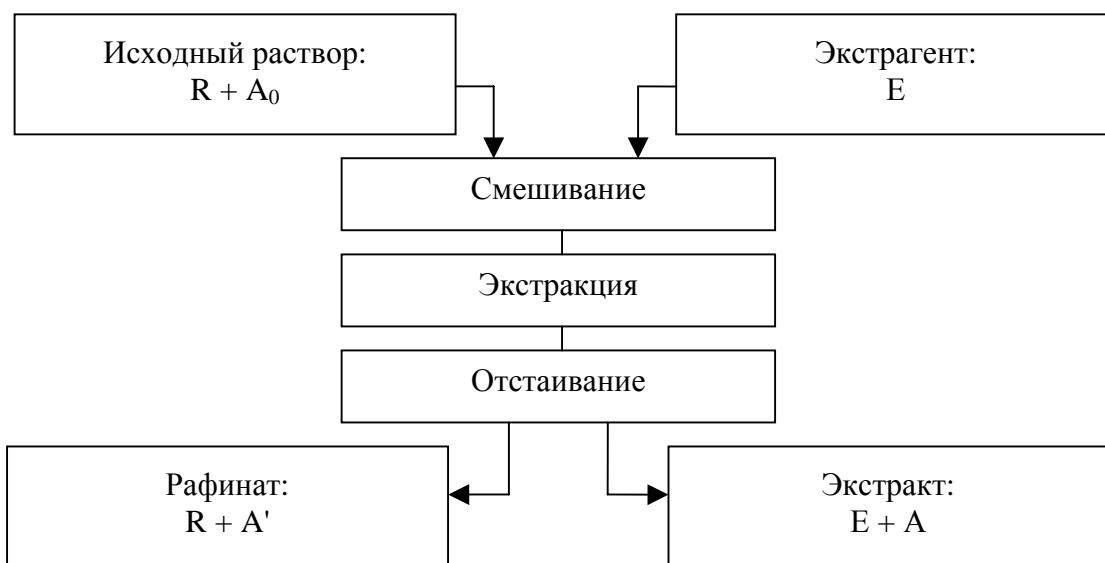 Исходный раствор:
R + A₀
Экстрагент:
E
Смешивание
Экстракция
Отстаивание
Рафинат:
R + A'
Экстракт:
E + A